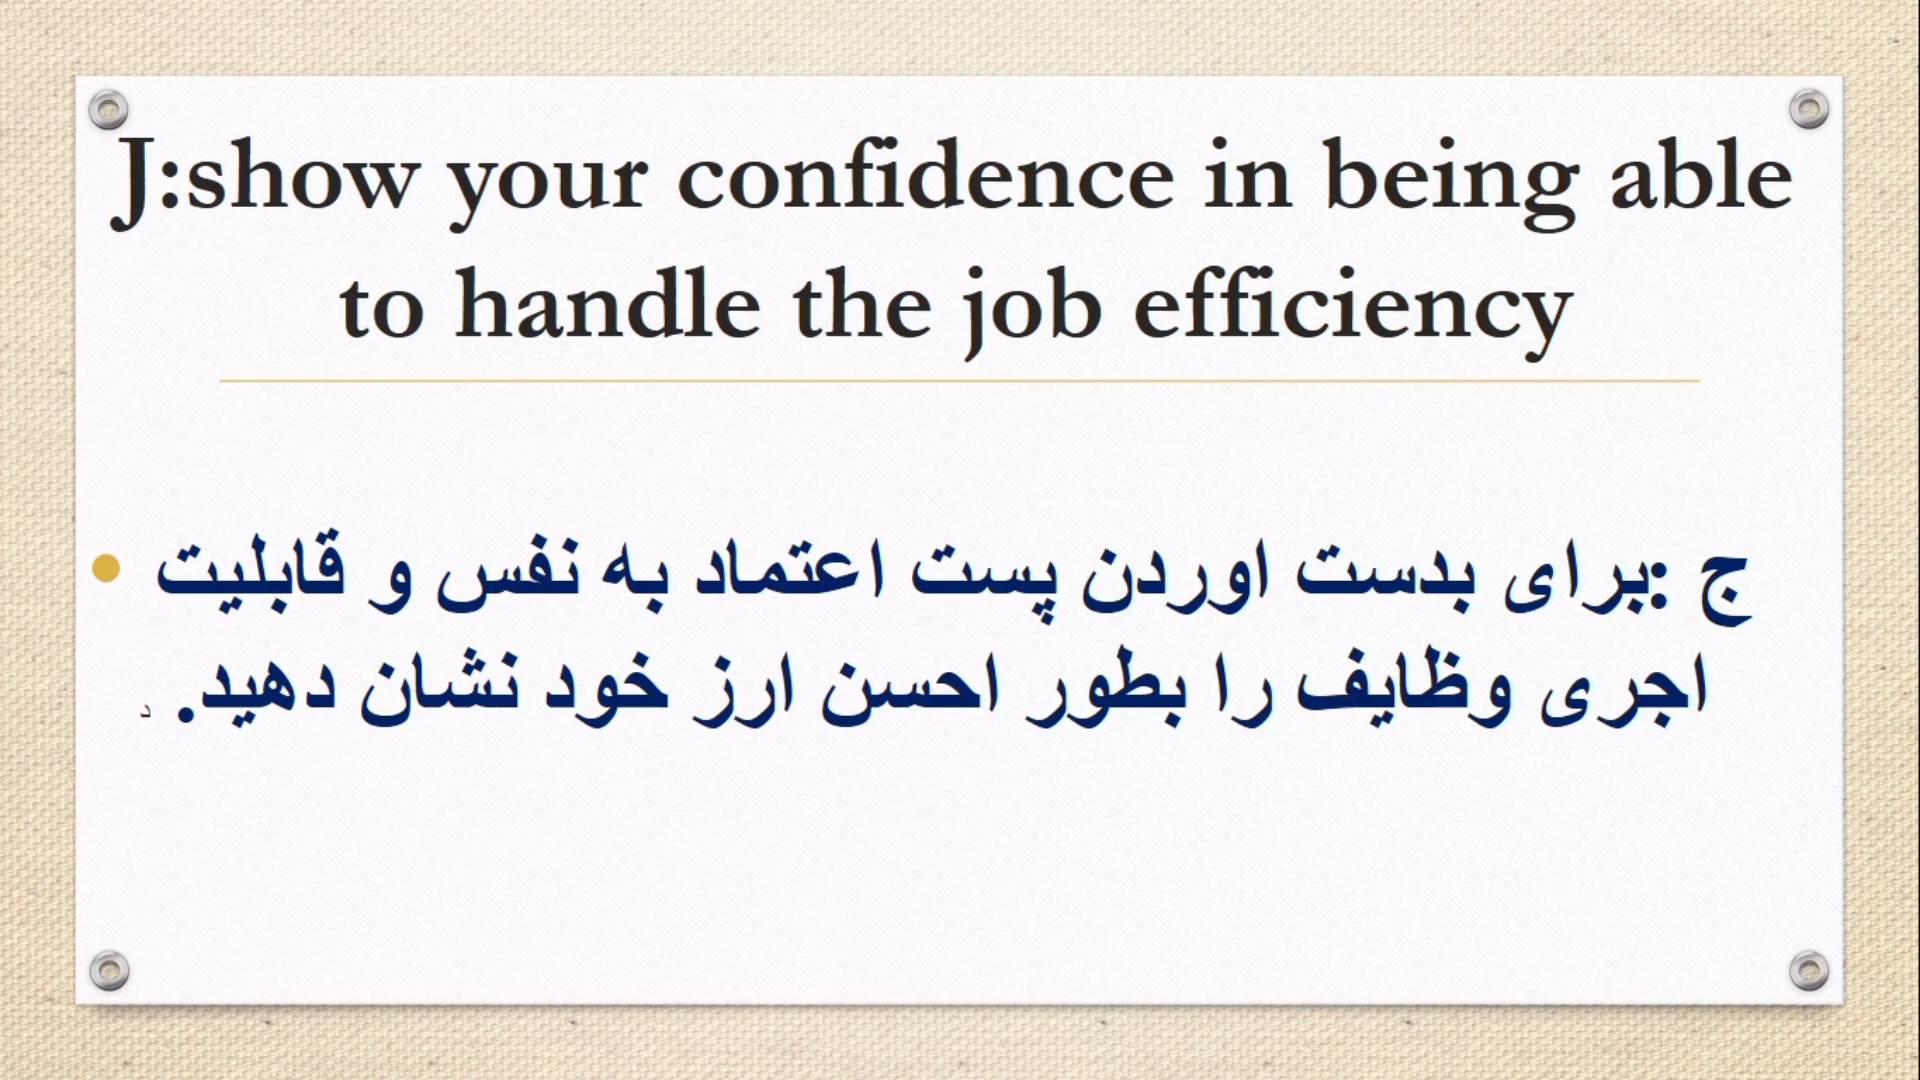 J:show your confidence in being able
to handle the job efficiency
ج :برای بدست اوردن پست اعتماد به نفس و قابلیت
اجری وظایف را بطور احسن ارز خود نشان دهید. د